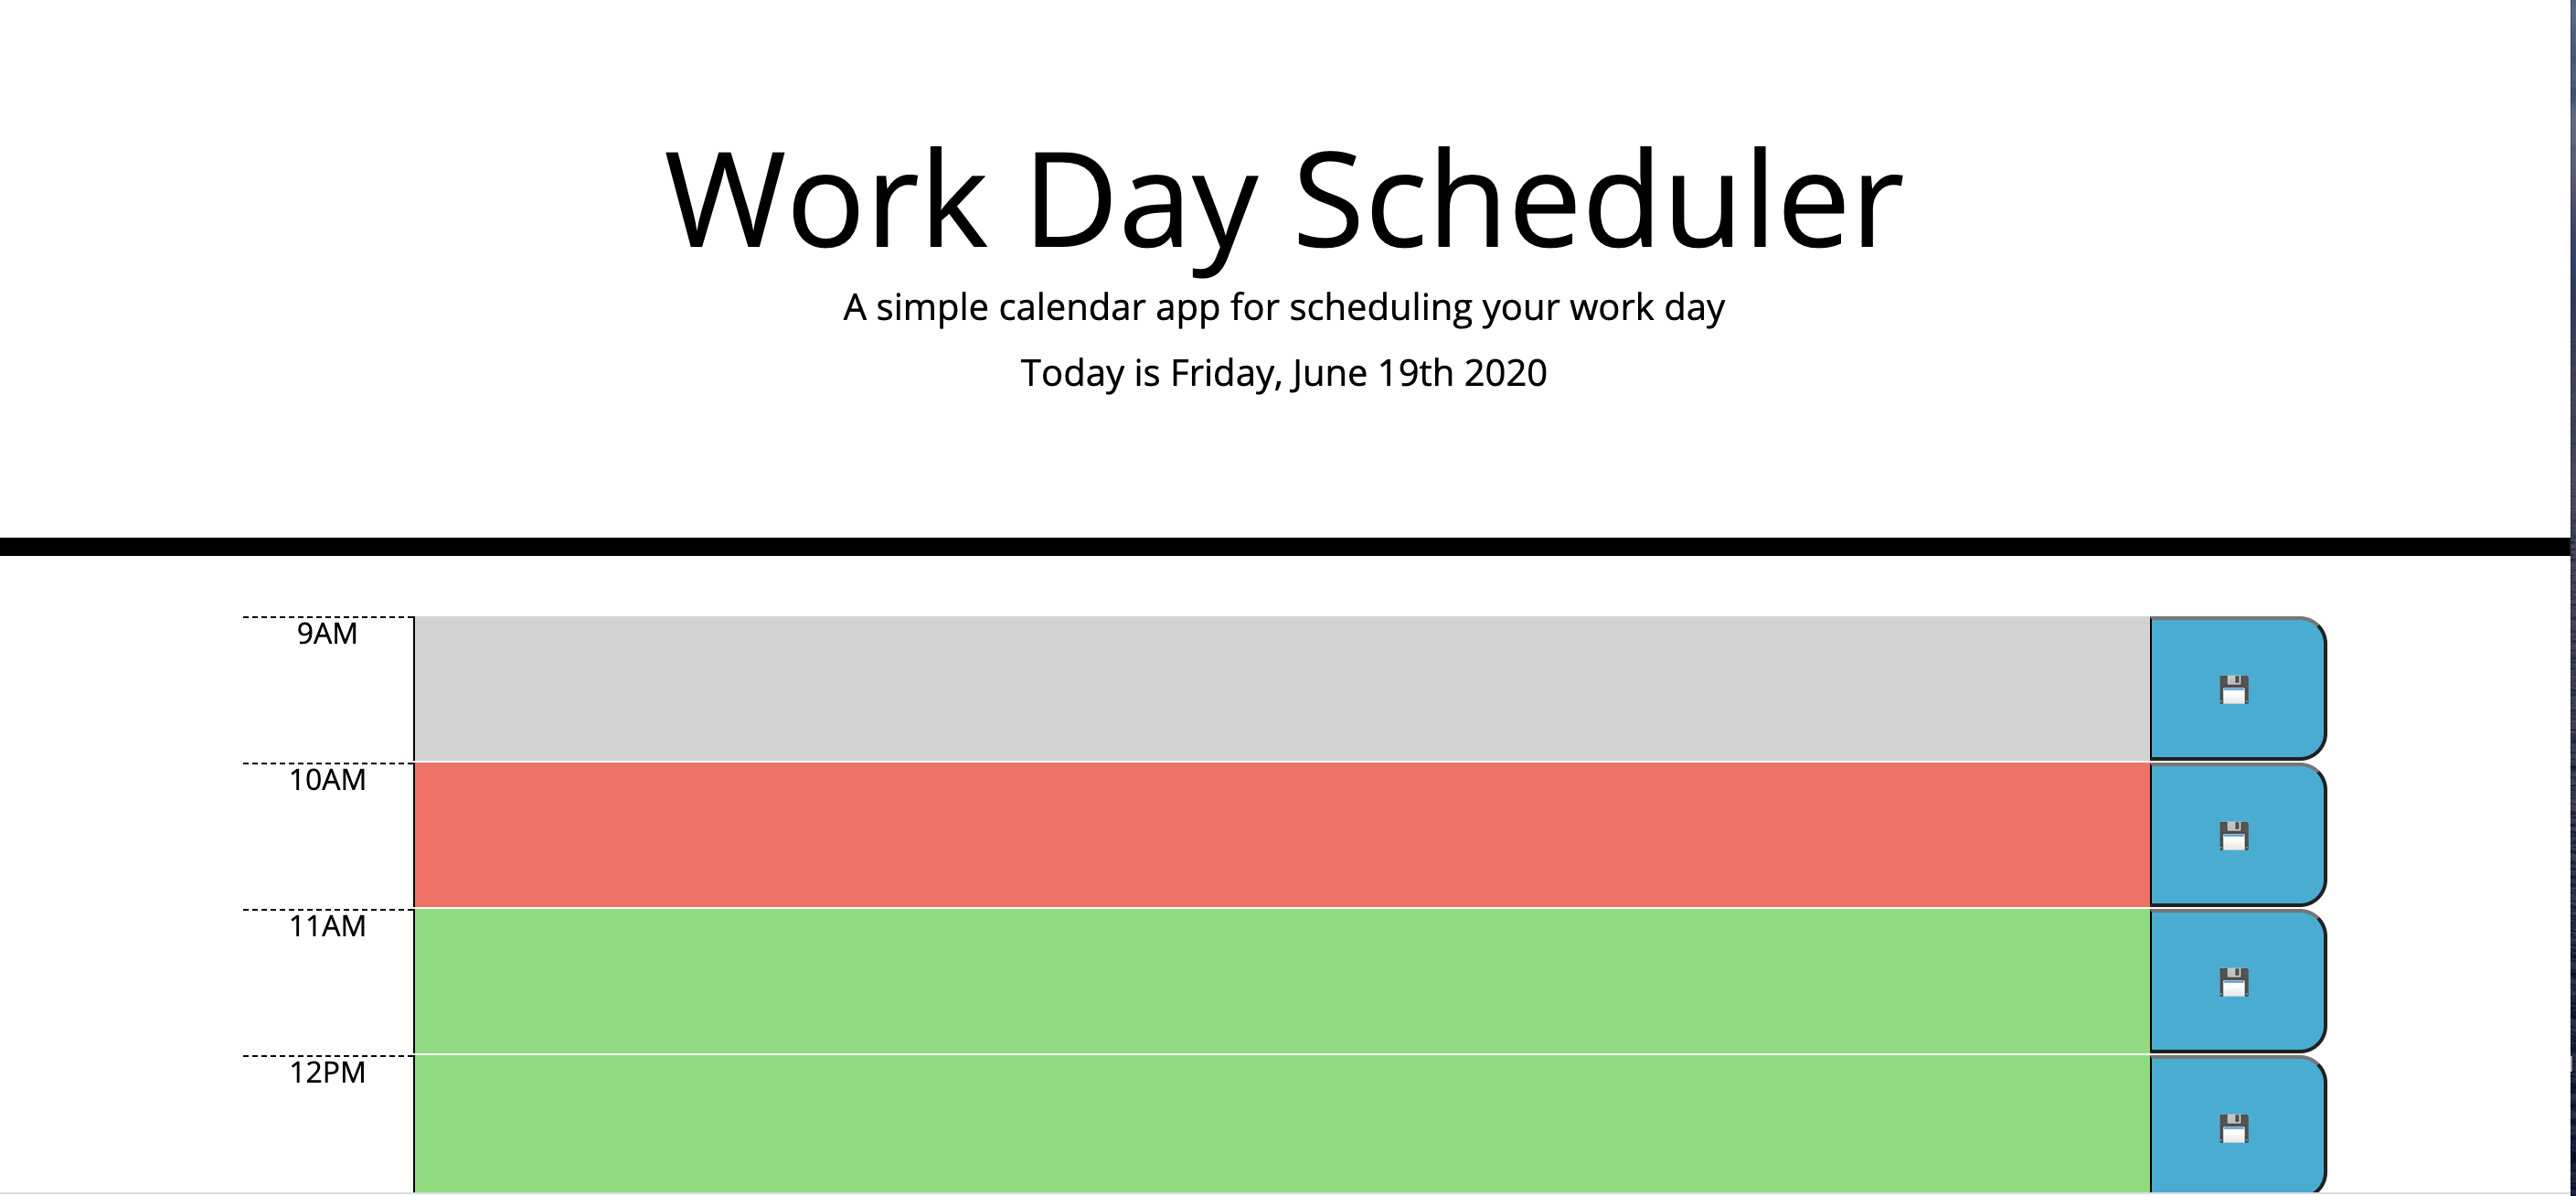 Work Day Scheduler
A simple calendar app for scheduling your work day
Today is Friday, June 19th 2020
9AM
10AM
11AM
12PM